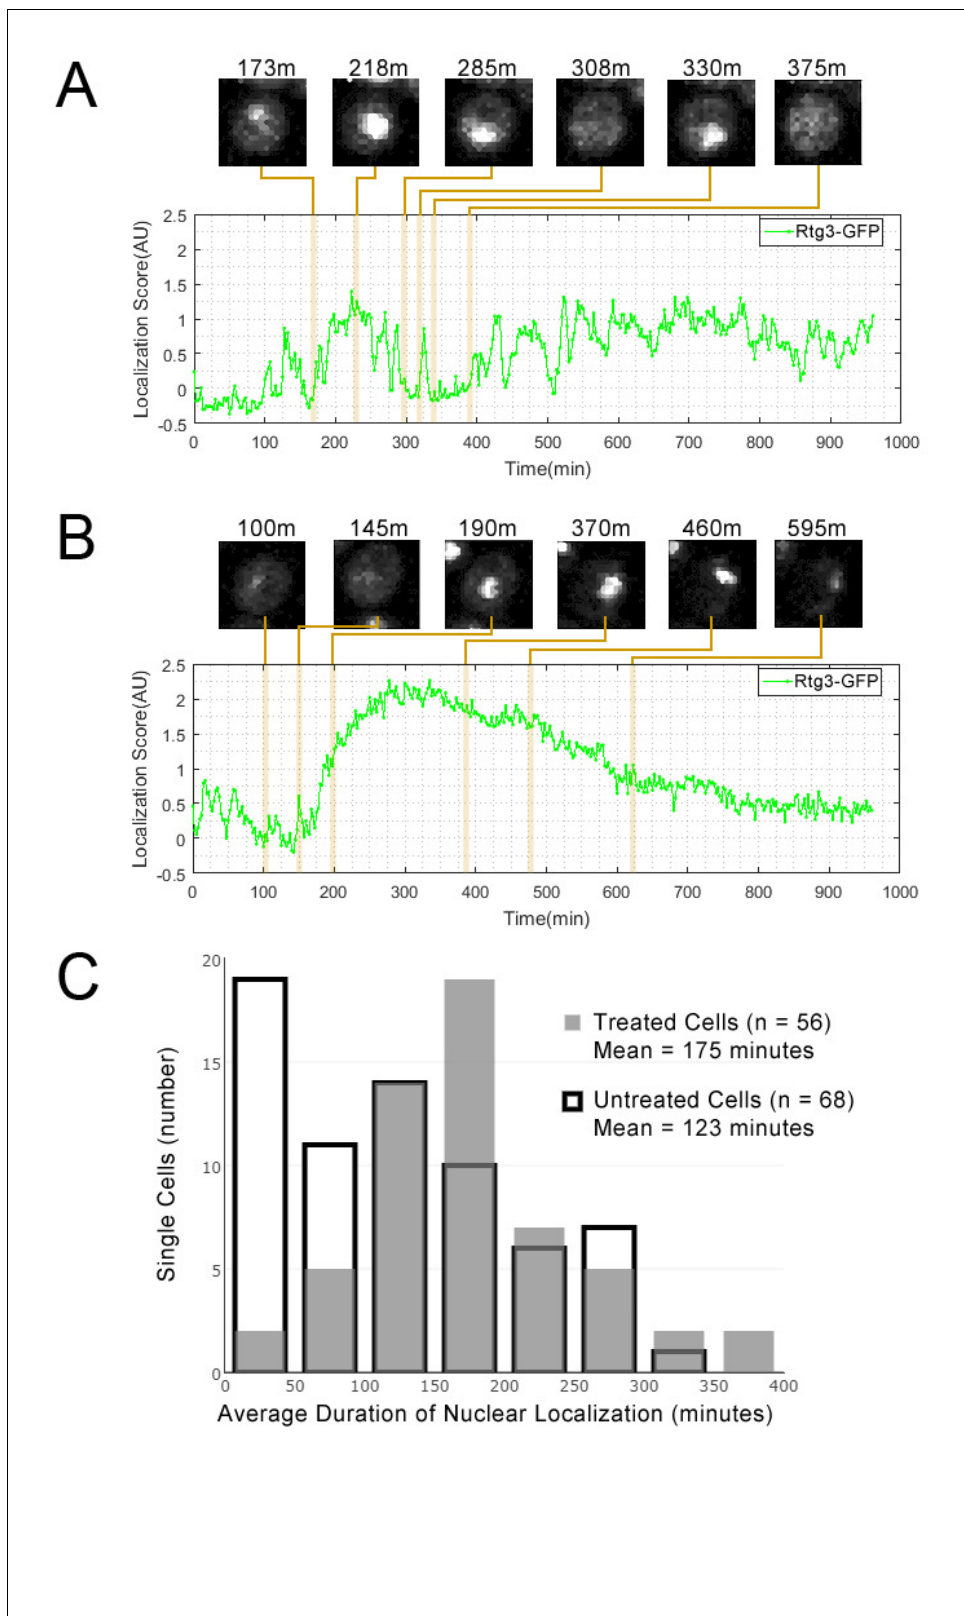 A
173m 218m 285m 308m 330m 375m
2.5
2
1.5
1
0.5
0
-0.5
Localization Score(AU)
Rtg3-GFP
0 100 200 300 400 500 600 700 800 900 1000
Time(min)
B
100m 145m 190m 370m 460m 595m
2.5
2
1.5
1
0.5
0
-0.5
Localization Score(AU)
Rtg3-GFP
0 100 200 300 400 500 600 700 800 900 1000
Time(min)
C
20
15
10
5
0
Single Cells (number)
Treated Cells (n = 56)
Mean = 175 minutes
Untreated Cells (n = 68)
Mean = 123 minutes
0 50 100 150 200 250 300 350 400
Average Duration of Nuclear Localization (minutes)